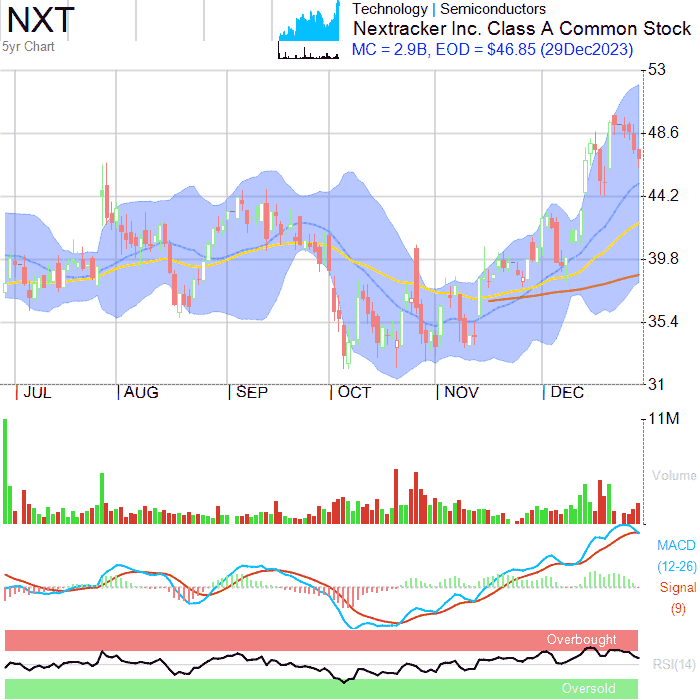 NXT
5yr Chart
Technology | Semiconductors
Nextracker Inc. Class A Common Stock
MC = 2.9B, EOD = $46.85 (29Dec2023)
53
48.6
44.2
39.8
35.4
31
JUL AUG SEP OCT NOV DEC
11M
Volume
MACD
(12-26)
Signal
(9)
Overbought
RSI(14)
Oversold